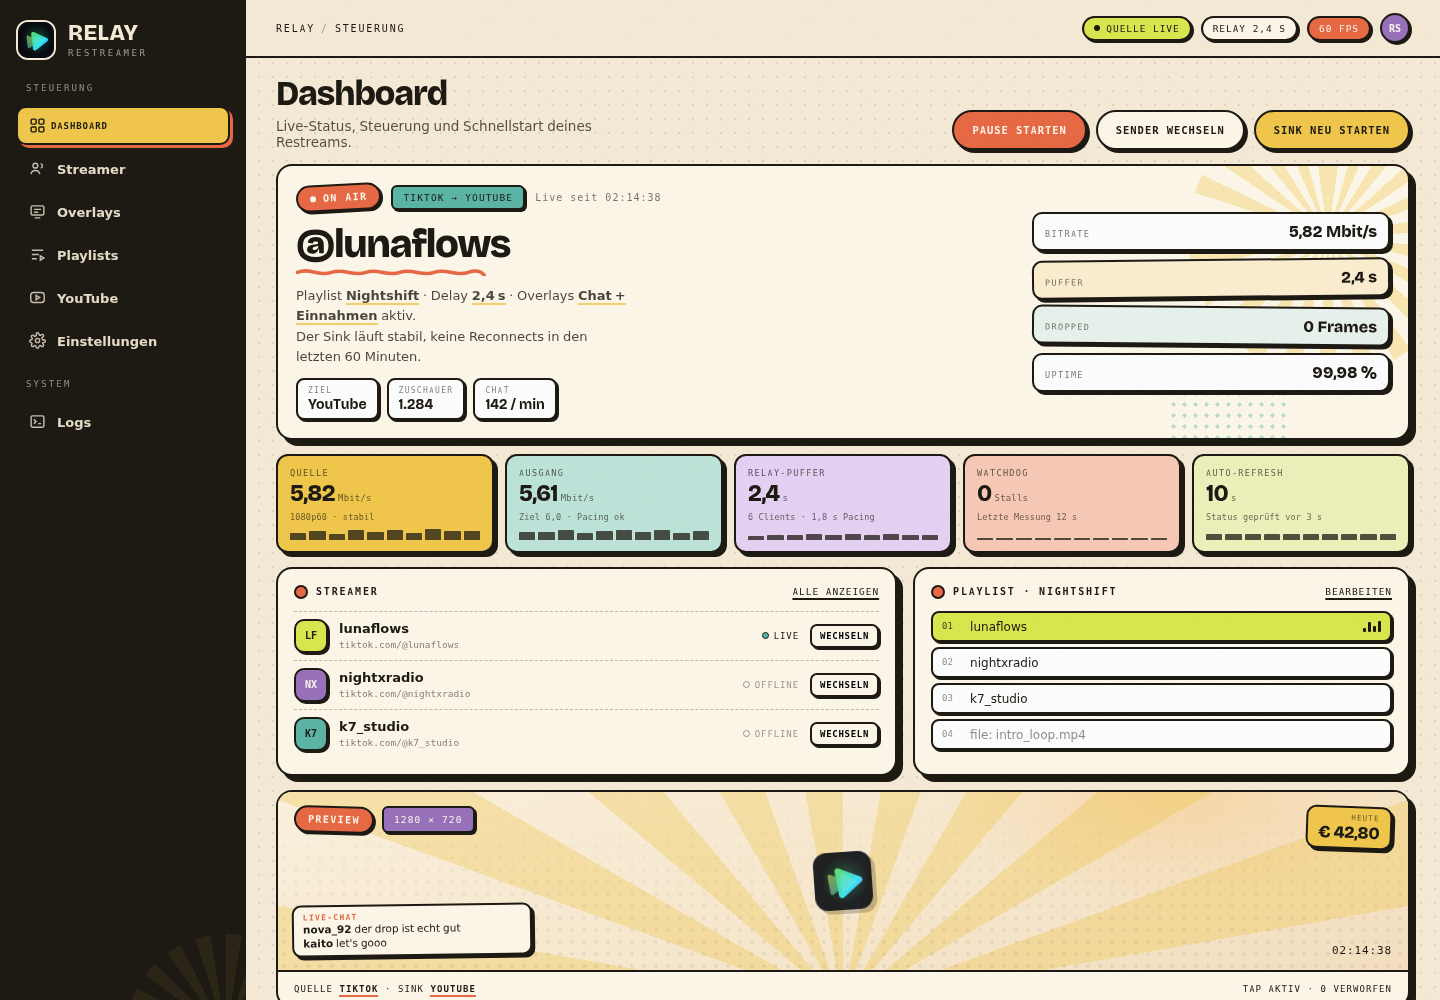 RELAY
RESTREAMER
STEUERUNG
DASHBOARD
Streamer
Overlays
Playlists
YouTube
Einstellungen
SYSTEM
Logs
RELAY / STEUERUNG
QUELLE LIVE
RELAY 2,4 S
60 FPS
RS
Dashboard
Live-Status, Steuerung und Schnellstart deines
Restreams.
PAUSE STARTEN
SENDER WECHSELN
SINK NEU STARTEN
ON AIR
TIKTOK → YOUTUBE
Live seit 02:14:38
@lunaflows
Playlist Nightshift · Delay 2,4 s · Overlays Chat +
Einnahmen aktiv.
Der Sink läuft stabil, keine Reconnects in den
letzten 60 Minuten.
ZIEL
YouTube
ZUSCHAUER
1.284
CHAT
142 / min
BITRATE 5,82 Mbit/s
PUFFER 2,4 s
DROPPED 0 Frames
UPTIME 99,98 %
QUELLE
5,82 Mbit/s
1080p60 · stabil
AUSGANG
5,61 Mbit/s
Ziel 6,0 · Pacing ok
RELAY-PUFFER
2,4 s
6 Clients · 1,8 s Pacing
WATCHDOG
0 Stalls
Letzte Messung 12 s
AUTO-REFRESH
10 s
Status geprüft vor 3 s
STREAMER
ALLE ANZEIGEN
LF
lunaflows
tiktok.com/@lunaflows
LIVE
WECHSELN
NX
nightxradio
tiktok.com/@nightxradio
OFFLINE
WECHSELN
K7
k7_studio
tiktok.com/@k7_studio
OFFLINE
WECHSELN
PLAYLIST · NIGHTSHIFT
BEARBEITEN
01 lunaflows
02 nightxradio
03 k7_studio
04 file: intro_loop.mp4
PREVIEW
1280 × 720
HEUTE
€ 42,80
LIVE-CHAT
nova_92 der drop ist echt gut
kaito let's gooo
02:14:38
QUELLE TIKTOK · SINK YOUTUBE
TAP AKTIV · 0 VERWORFEN